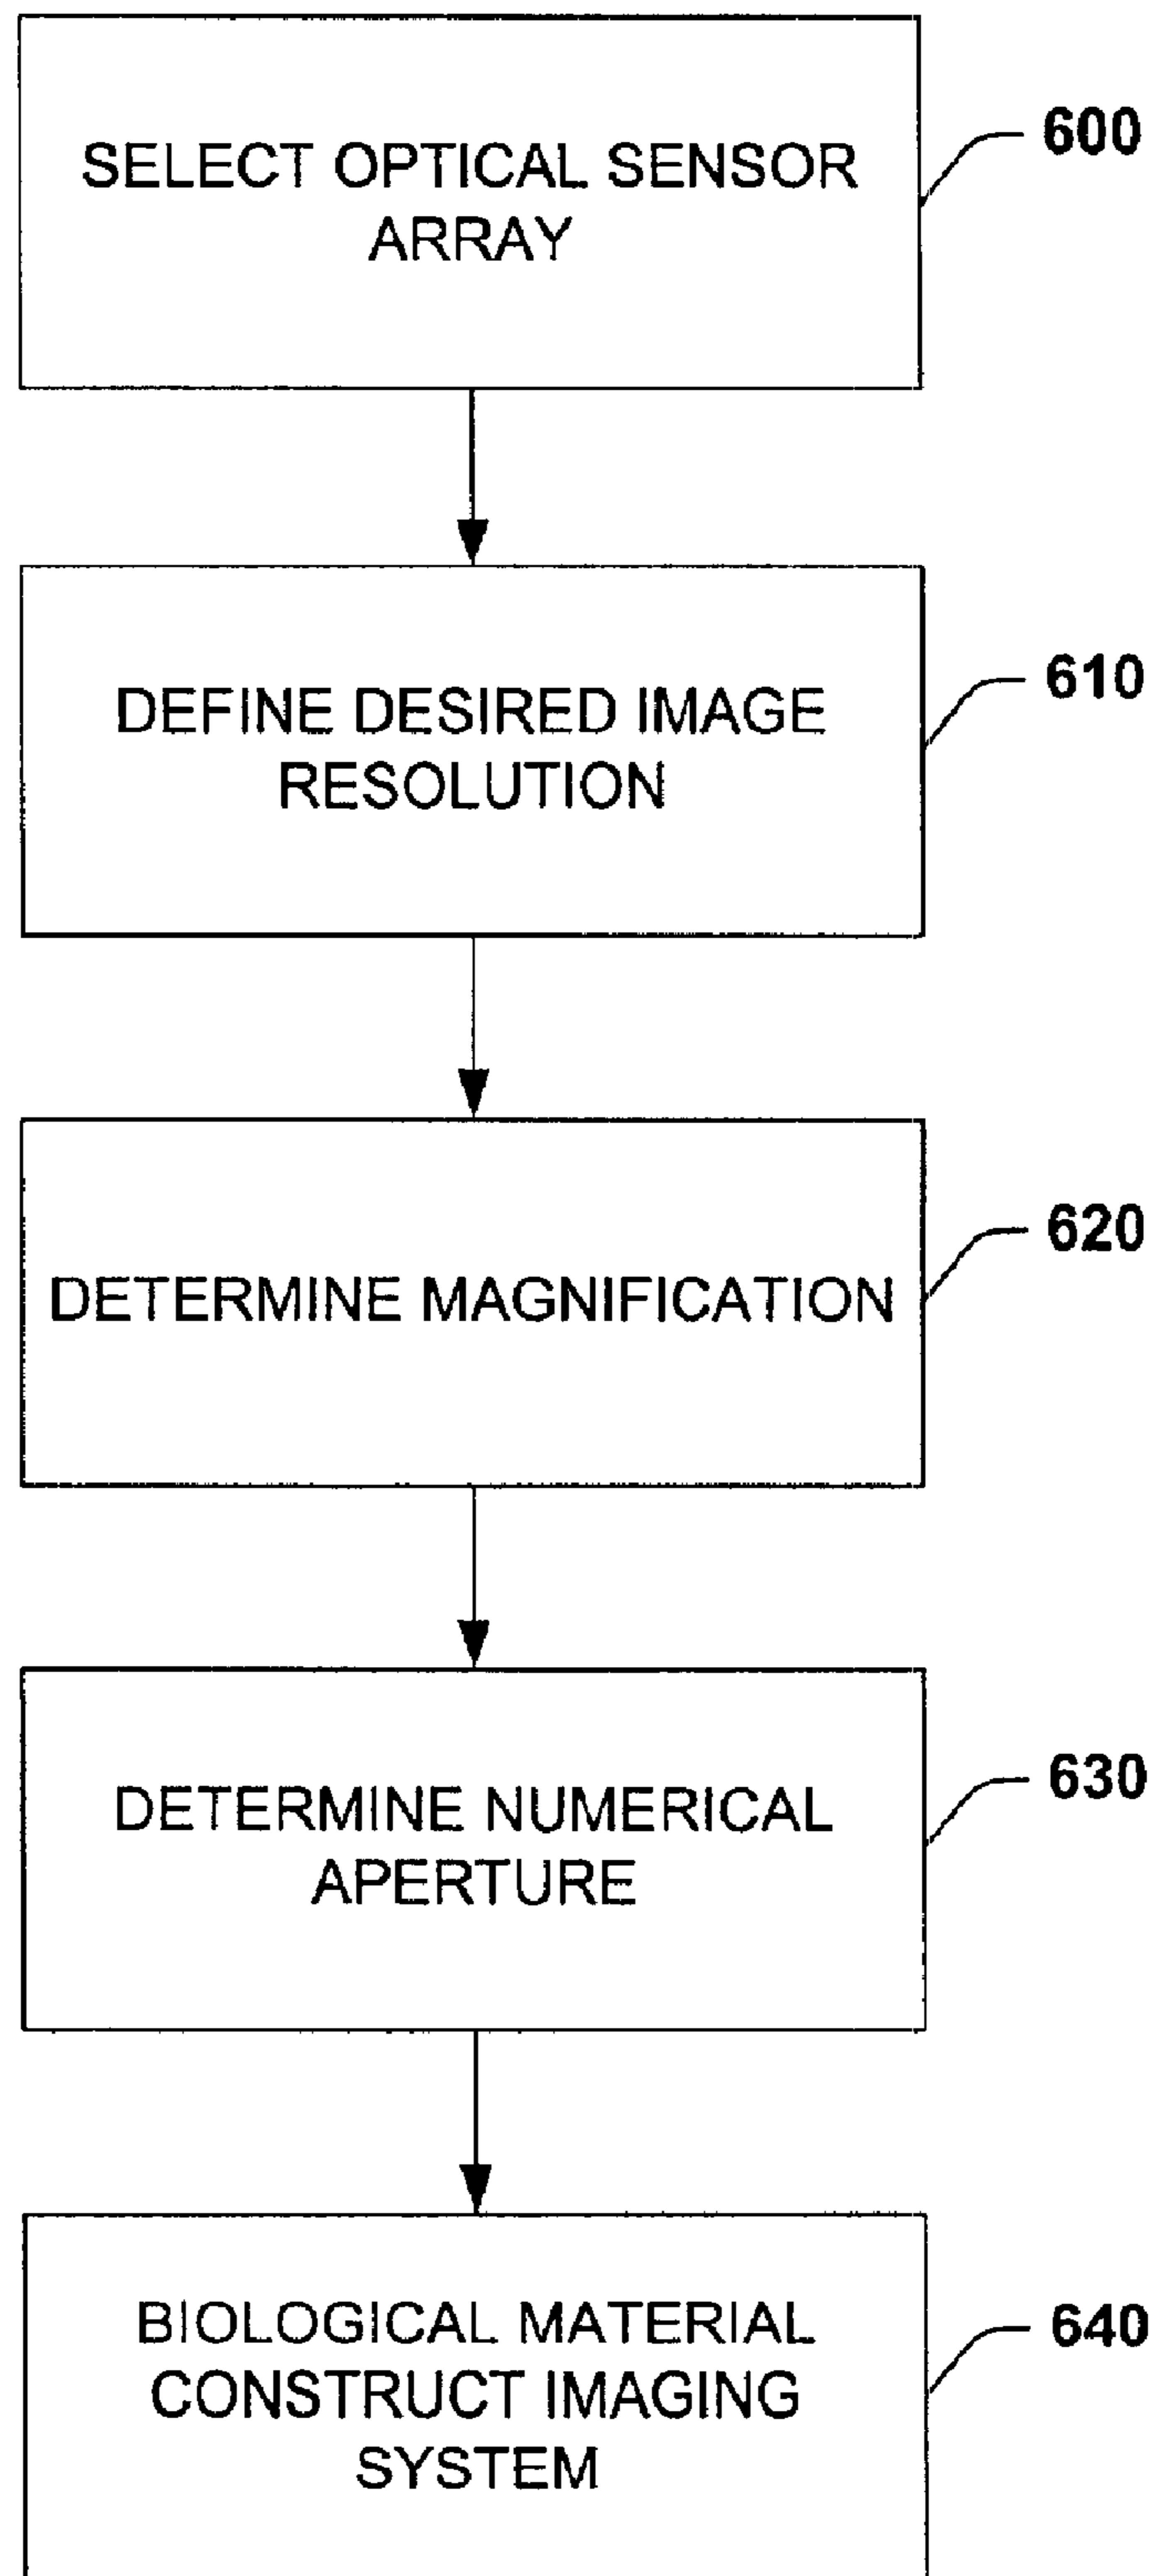 SELECT OPTICAL SENSOR
ARRAY
600
DEFINE DESIRED IMAGE
RESOLUTION
610
DETERMINE MAGNIFICATION
620
DETERMINE NUMERICAL
APERTURE
630
BIOLOGICAL MATERIAL
CONSTRUCT IMAGING
SYSTEM
640